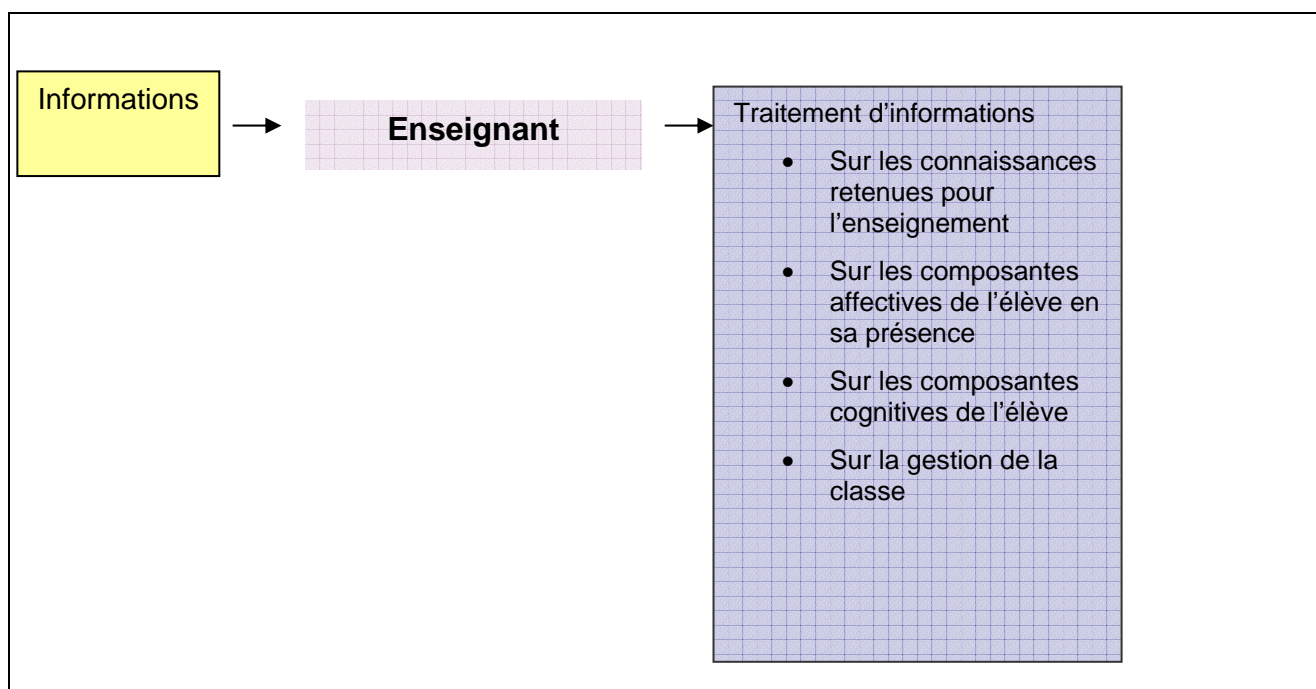 Informations
Enseignant
Traitement d’informations
• Sur les connaissances
retenues pour
l’enseignement
• Sur les composantes
affectives de l’élève en
sa présence
• Sur les composantes
cognitives de l’élève
• Sur la gestion de la
classe